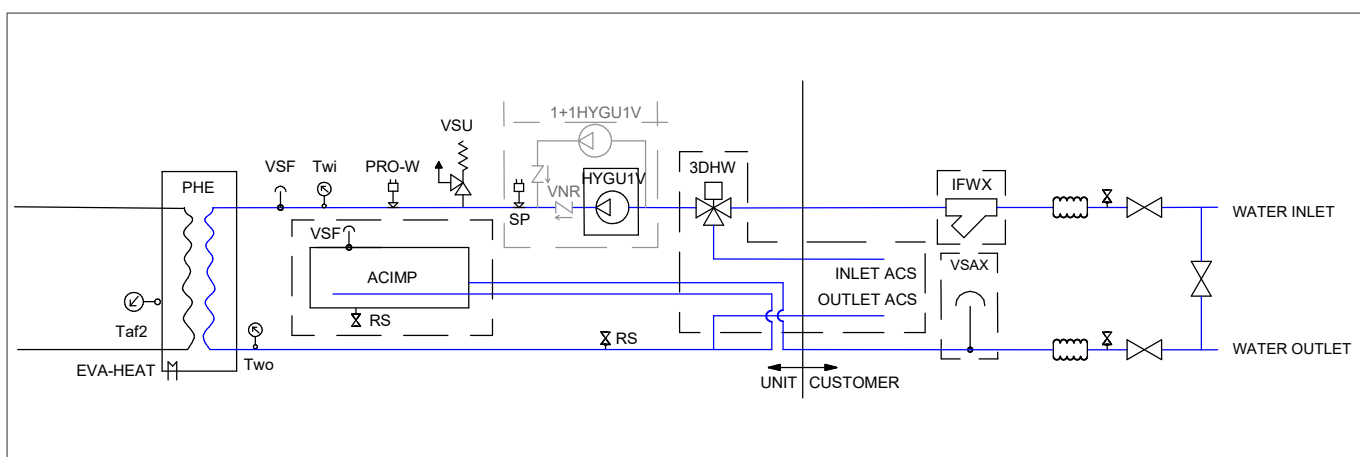 1+1HYGU1V
VSU
VSF
Twi
PRO-W
3DHW
PHE
HYGU1V
IFWX
VNR
SP
WATER INLET
VSF
VSAX
ACIMP
INLET ACS
OUTLET ACS
Taf2
RS
RS
Two
EVA-HEAT
WATER OUTLET
UNIT
CUSTOMER